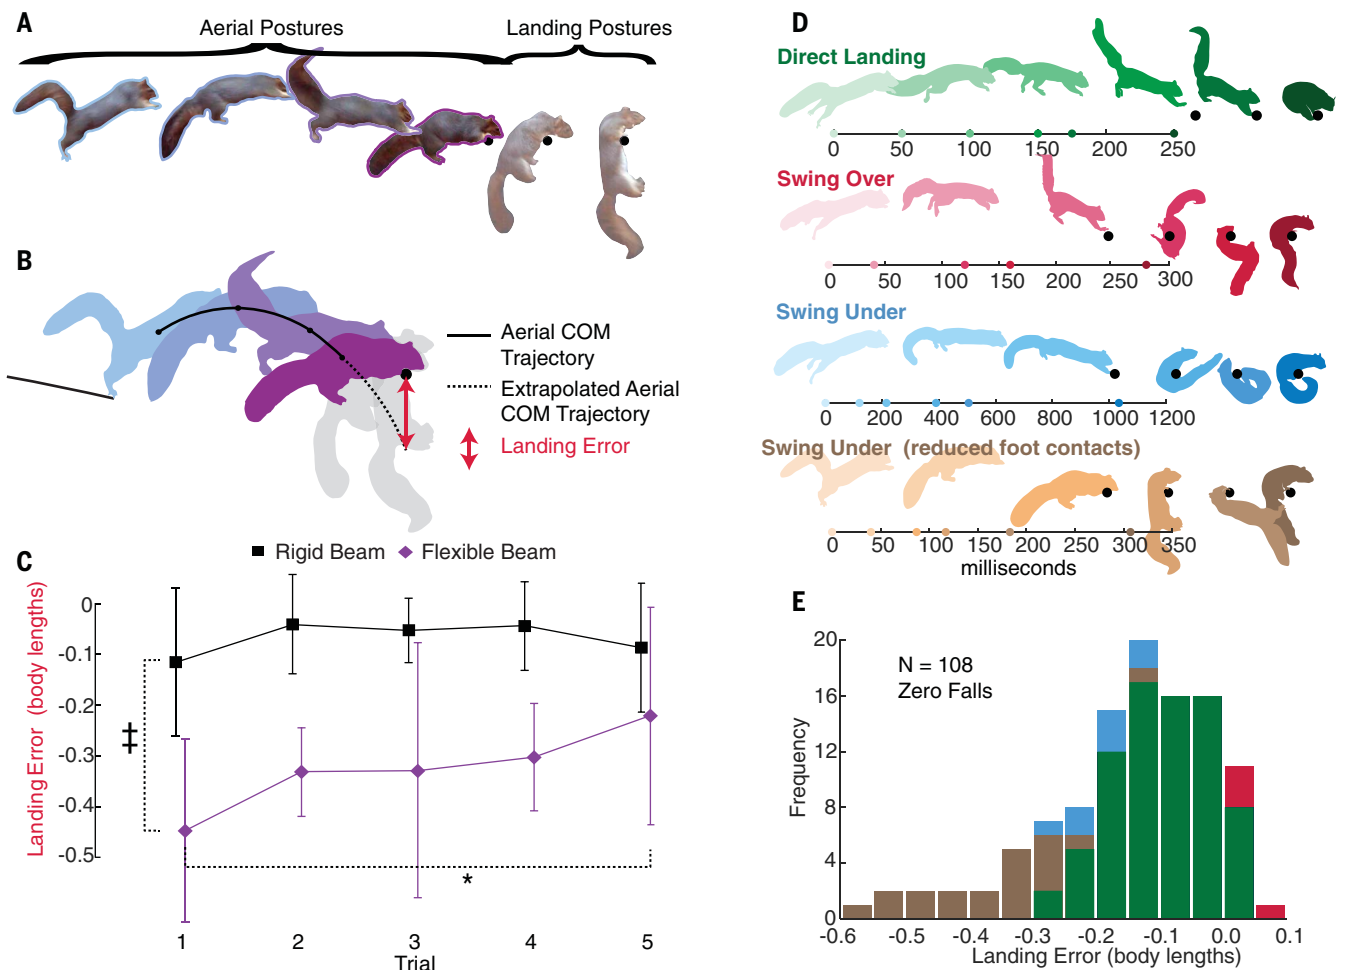 A
Aerial Postures
Landing Postures
B
Aerial COM
Trajectory
Extrapolated Aerial
COM Trajectory
Landing Error
C
Rigid Beam
Flexible Beam
Landing Error (body lengths)
0
-0.1
-0.2
-0.3
-0.4
-0.5
‡
*
1 2 3 4 5
Trial
D
Direct Landing
0 50 100 150 200 250
Swing Over
0 50 100 150 200 250 300
Swing Under
0 200 400 600 800 1000 1200
Swing Under (reduced foot contacts)
0 50 100 150 200 250 300 350
milliseconds
E
N = 108
Zero Falls
Frequency
20
16
12
8
4
0
-0.6 -0.5 -0.4 -0.3 -0.2 -0.1 0.0 0.1
Landing Error (body lengths)